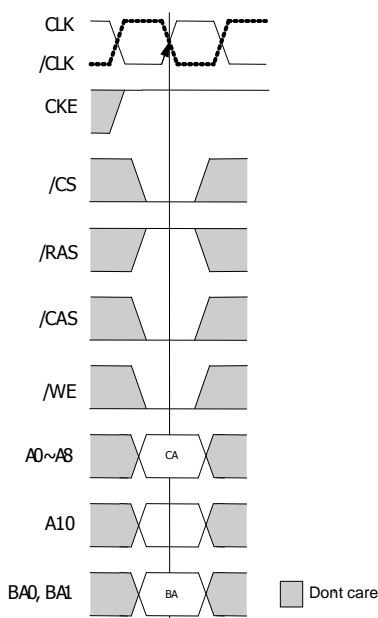 CLK
/CLK
CKE
/CS
/RAS
/CAS
/WE
A0~A8
CA
A10
BA0, BA1
BA
Dont care